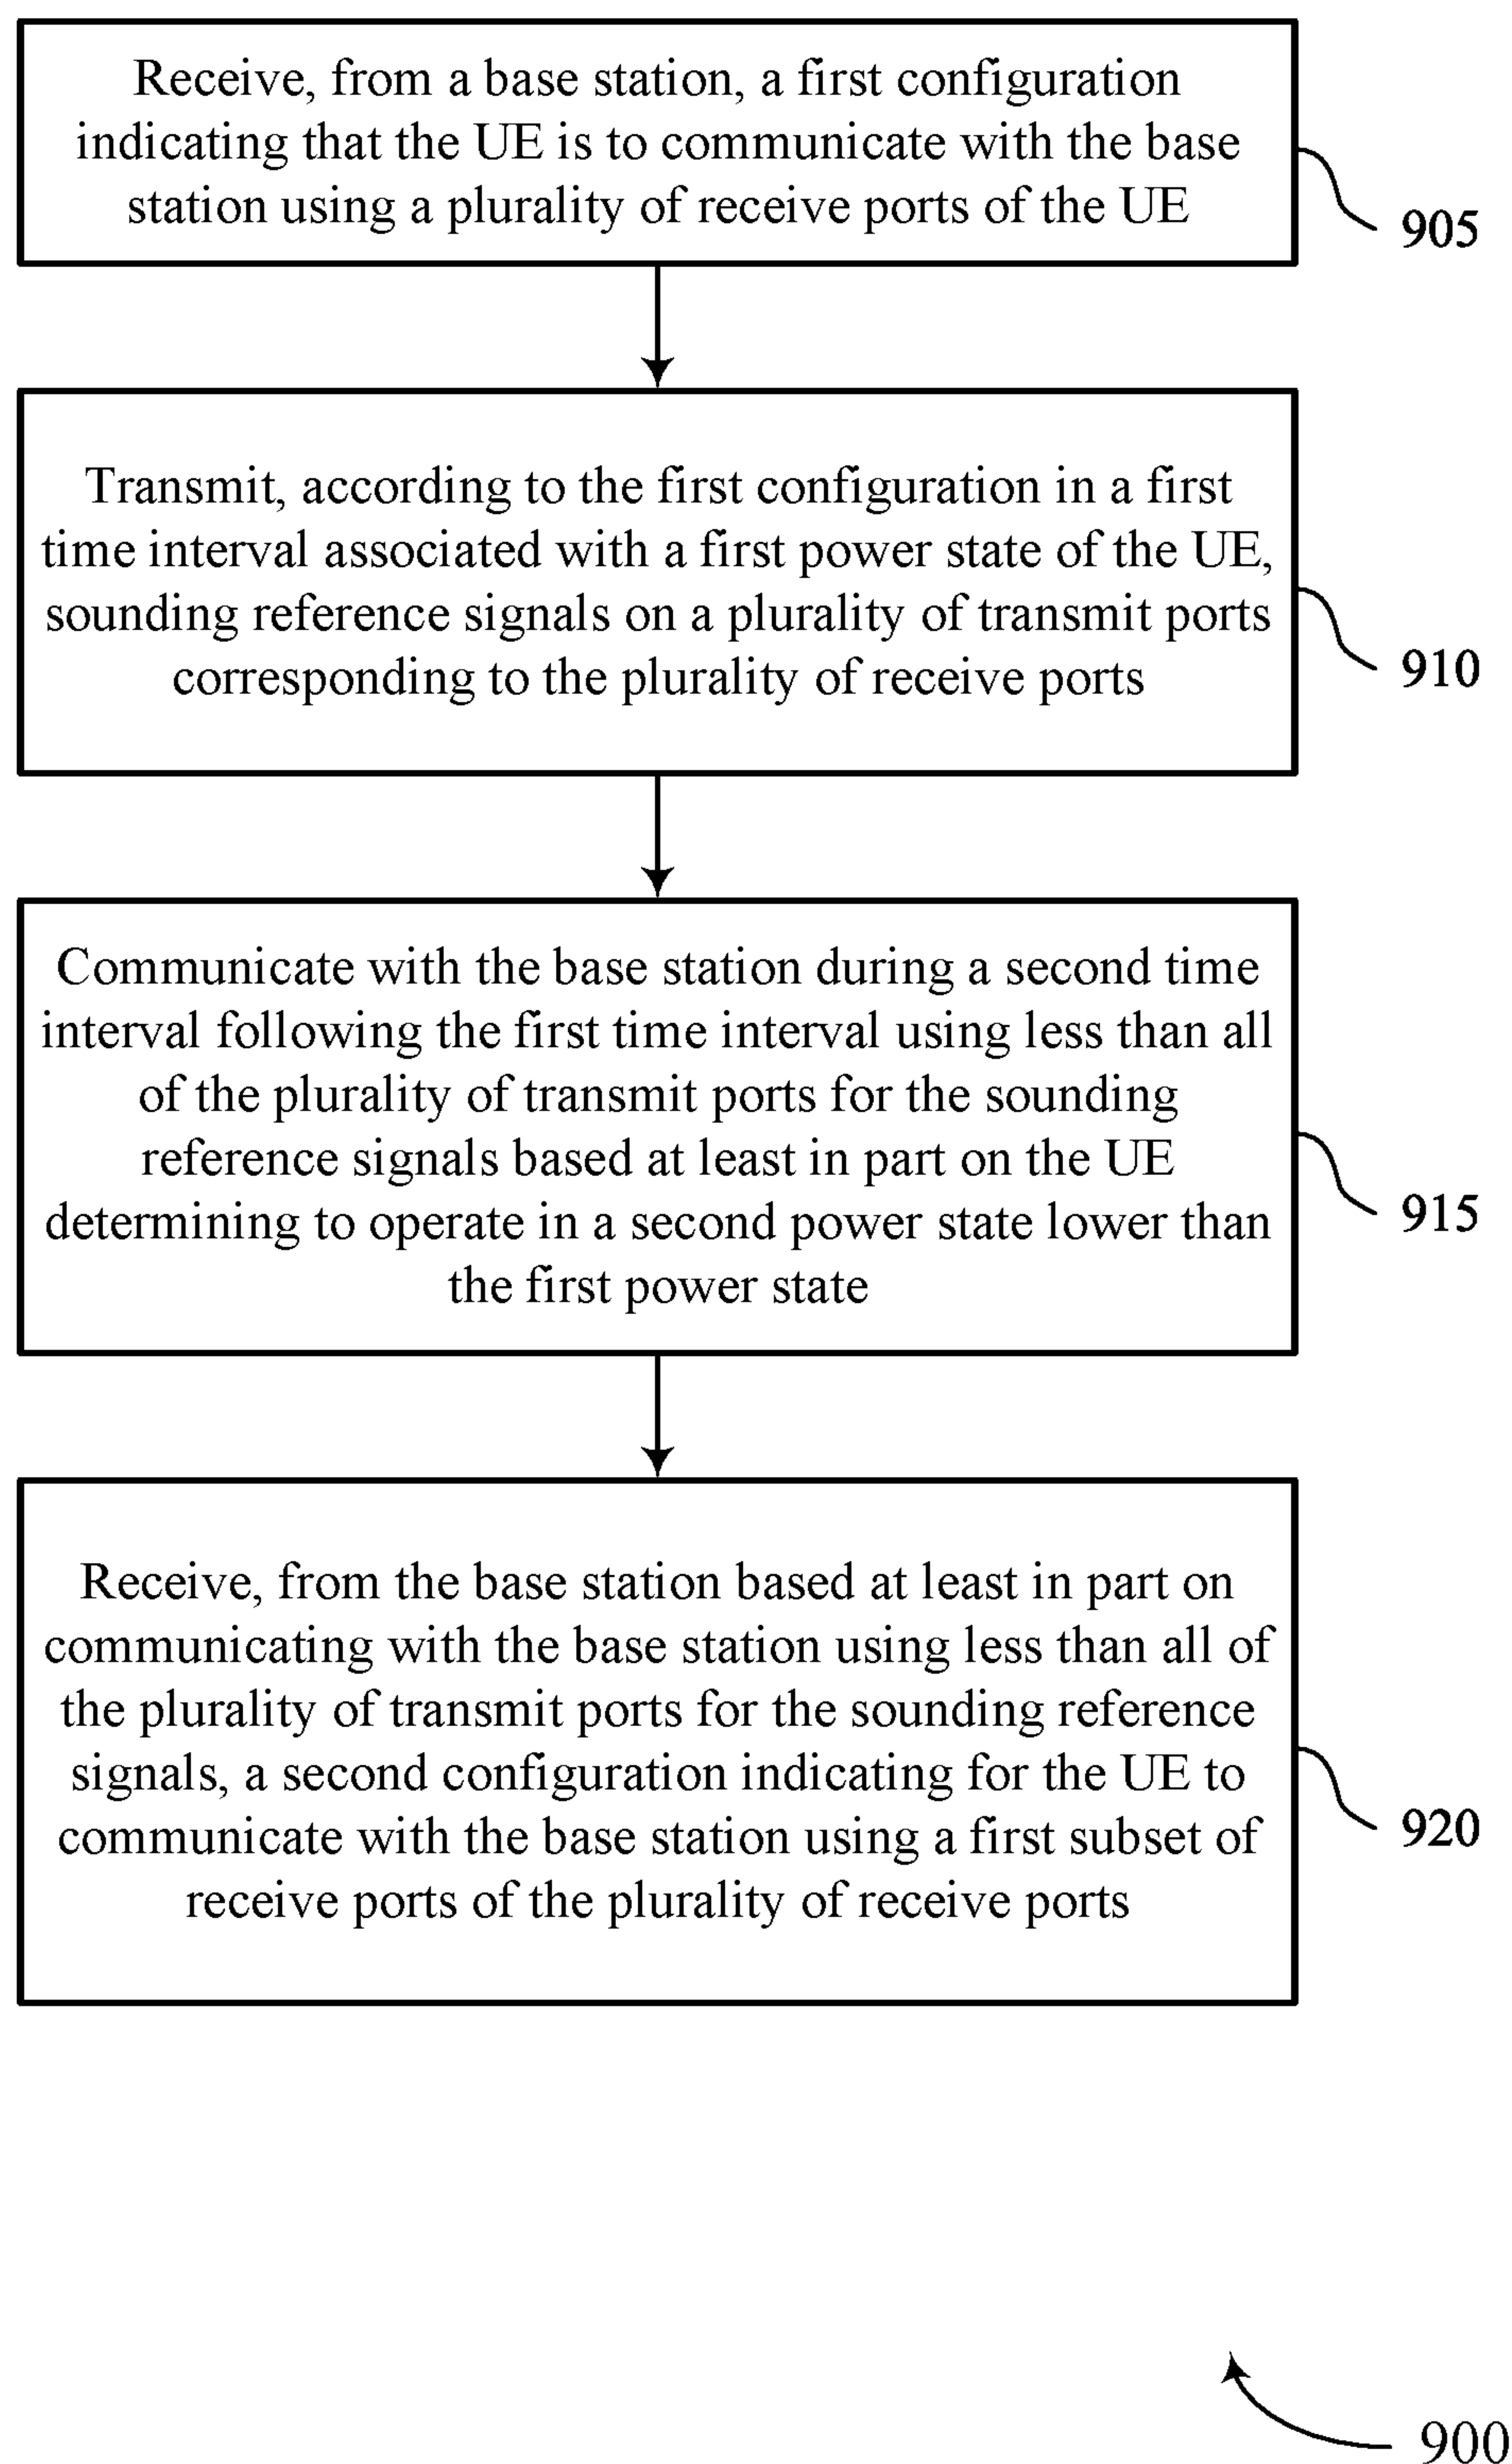 Receive, from a base station, a first configuration
indicating that the UE is to communicate with the base
station using a plurality of receive ports of the UE
905
Transmit, according to the first configuration in a first
time interval associated with a first power state of the UE,
sounding reference signals on a plurality of transmit ports
corresponding to the plurality of receive ports
910
Communicate with the base station during a second time
interval following the first time interval using less than all
of the plurality of transmit ports for the sounding
reference signals based at least in part on the UE
determining to operate in a second power state lower than
the first power state
915
Receive, from the base station based at least in part on
communicating with the base station using less than all of
the plurality of transmit ports for the sounding reference
signals, a second configuration indicating for the UE to
communicate with the base station using a first subset of
receive ports of the plurality of receive ports
920
900